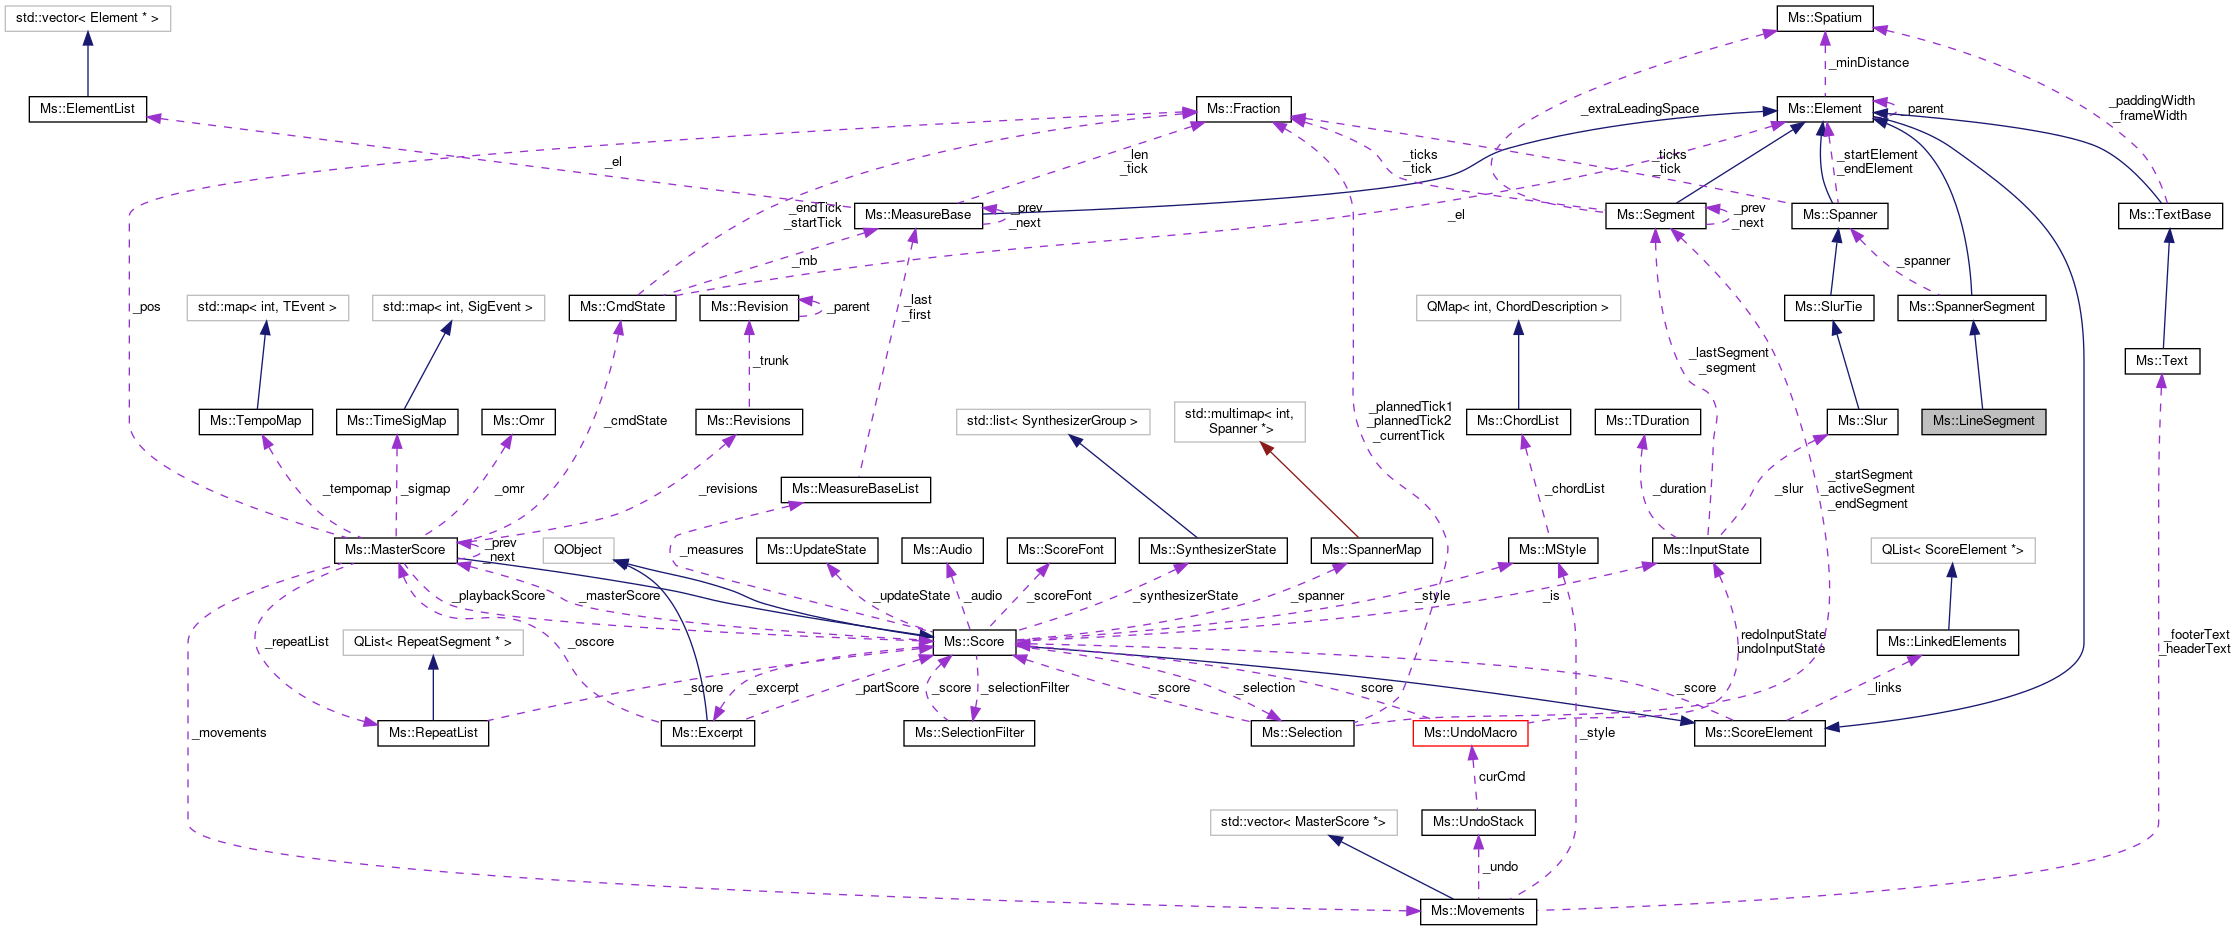 std::vector< Element * >
Ms::Spatium
_minDistance
Ms::ElementList
Ms::Fraction
_extraLeadingSpace
Ms::Element
_parent
_paddingWidth
_frameWidth
_el
_len
_tick
_ticks
_tick
_ticks
_tick
_startElement
_endElement
_endTick
_startTick
Ms::MeasureBase
_prev
_next
_el
Ms::Segment
_prev
_next
Ms::Spanner
Ms::TextBase
_mb
_spanner
_pos
std::map< int, TEvent >
std::map< int, SigEvent >
Ms::CmdState
Ms::Revision
_parent
_last
_first
QMap< int, ChordDescription >
Ms::SlurTie
Ms::SpannerSegment
_trunk
_lastSegment
_segment
Ms::Text
Ms::TempoMap
Ms::TimeSigMap
Ms::Omr
_cmdState
Ms::Revisions
std::list< SynthesizerGroup >
std::multimap< int,
Spanner *>
_plannedTick1
_plannedTick2
_currentTick
Ms::ChordList
Ms::TDuration
Ms::Slur
Ms::LineSegment
_tempomap
_sigmap
_omr
_revisions
Ms::MeasureBaseList
_chordList
_duration
_slur
_startSegment
_activeSegment
_endSegment
Ms::MasterScore
_prev
_next
QObject
_measures
Ms::UpdateState
Ms::Audio
Ms::ScoreFont
Ms::SynthesizerState
Ms::SpannerMap
Ms::MStyle
Ms::InputState
QList< ScoreElement *>
_playbackScore
_masterScore
_updateState
_audio
_scoreFont
_synthesizerState
_spanner
_style
_is
_repeatList
QList< RepeatSegment * >
_oscore
Ms::Score
redoInputState
undoInputState
Ms::LinkedElements
_footerText
_headerText
_score
_excerpt
_partScore
_score
_selectionFilter
_score
_selection
score
_score
_links
_movements
Ms::RepeatList
Ms::Excerpt
Ms::SelectionFilter
Ms::Selection
Ms::UndoMacro
_style
Ms::ScoreElement
curCmd
std::vector< MasterScore *>
Ms::UndoStack
_undo
Ms::Movements